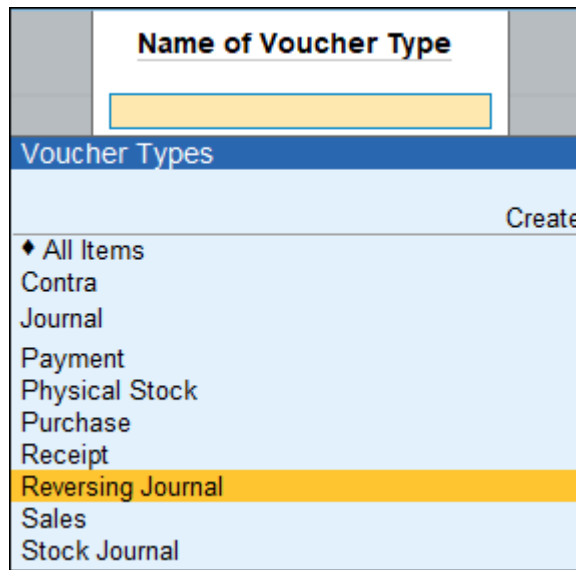 Name of Voucher Type
Voucher Types
Create
♦ All Items
Contra
Journal
Payment
Physical Stock
Purchase
Receipt
Reversing Journal
Sales
Stock Journal